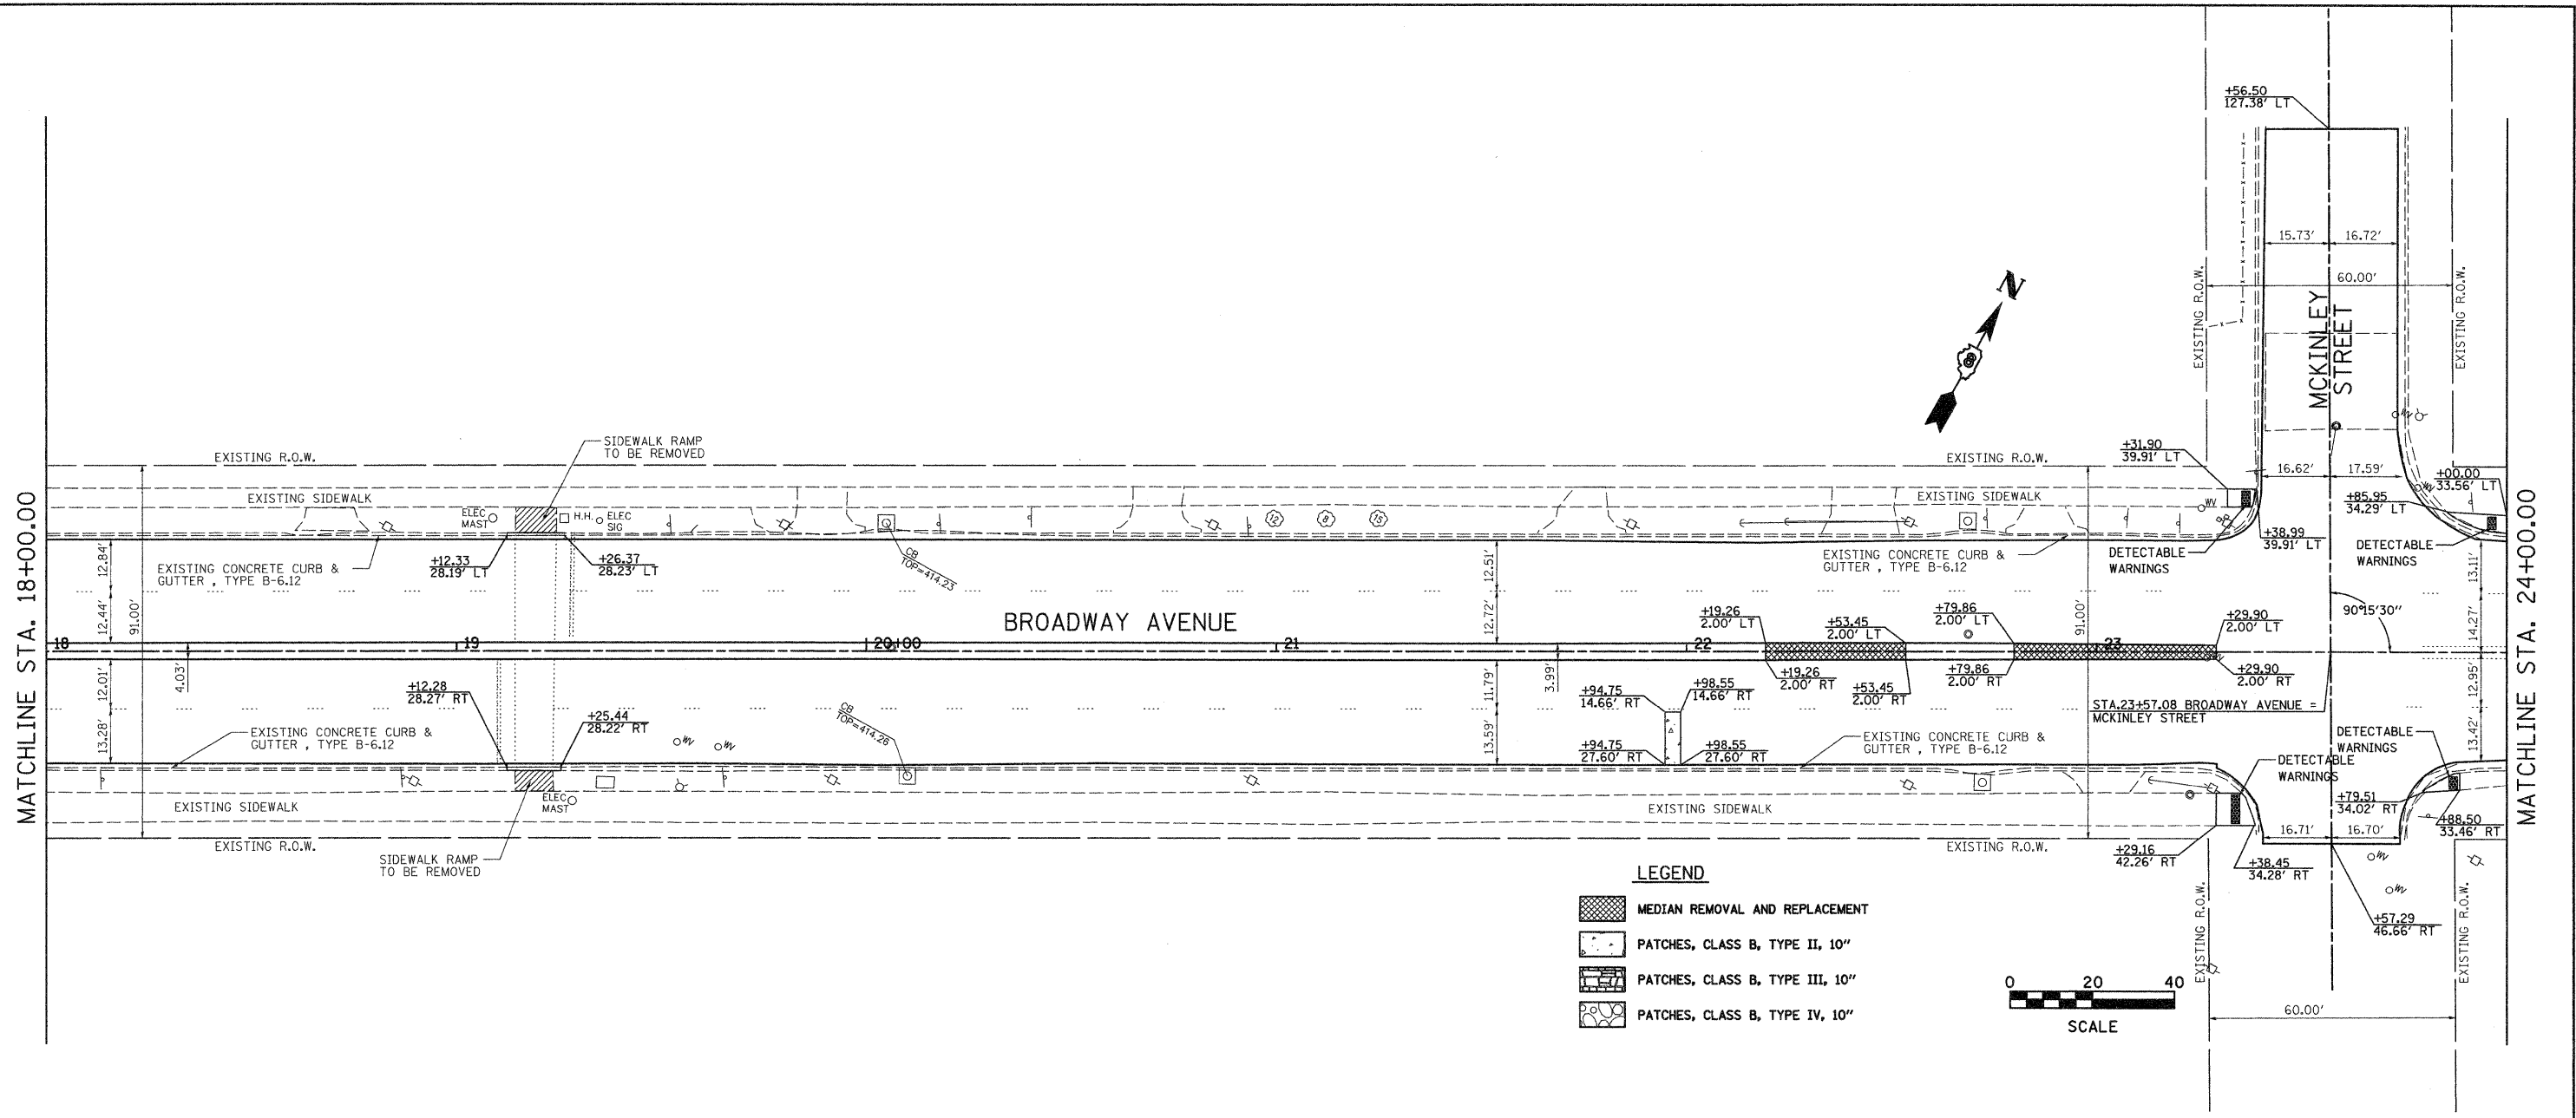 +56.50
127.38' LT
15.73'
16.72'
EXISTING R.O.W.
60.00'
EXISTING R.O.W.
MCKINLEY
STREET
N
SIDEWALK RAMP
TO BE REMOVED
+31.90
39.91' LT
EXISTING R.O.W.
EXISTING R.O.W.
16.62'
17.59'
+00.00
33.56' LT
EXISTING SIDEWALK
EXISTING SIDEWALK
+85.95
34.29' LT
ELEC
MAST
H.H.
ELEC
SIG
12
8
15
WV
MATCHLINE STA. 18+00.00
MATCHLINE STA. 24+00.00
+38.99
39.91' LT
DETECTABLE
WARNINGS
DETECTABLE
WARNINGS
12.84'
EXISTING CONCRETE CURB &
GUTTER , TYPE B-6.12
+12.33
28.19' LT
+26.37
28.23' LT
CB
TOP=414.23
12.51'
EXISTING CONCRETE CURB &
GUTTER , TYPE B-6.12
13.11'
12.44'
91.00'
BROADWAY AVENUE
12.72'
+19.26
2.00' LT
+53.45
2.00' LT
+79.86
2.00' LT
91.00'
+29.90
2.00' LT
90°15'30"
14.27'
18
19
20+00
21
22
23
4.03'
12.01'
+12.28
28.27' RT
11.79'
3.99'
+19.26
2.00' RT
+53.45
2.00' RT
+79.86
2.00' RT
+29.90
2.00' RT
12.95'
+94.75
14.66' RT
+98.55
14.66' RT
STA.23+57.08 BROADWAY AVENUE =
MCKINLEY STREET
13.28'
EXISTING CONCRETE CURB &
GUTTER , TYPE B-6.12
+25.44
28.22' RT
CB
TOP=414.26
WV
WV
13.59'
+94.75
27.60' RT
+98.55
27.60' RT
EXISTING CONCRETE CURB &
GUTTER , TYPE B-6.12
13.42'
DETECTABLE
WARNINGS
DETECTABLE
WARNINGS
EXISTING SIDEWALK
ELEC
MAST
EXISTING SIDEWALK
+79.51
34.02' RT
+88.50
33.46' RT
16.71'
16.70'
EXISTING R.O.W.
EXISTING R.O.W.
SIDEWALK RAMP
TO BE REMOVED
+29.16
42.26' RT
+38.45
34.28' RT
WV
WV
+57.29
46.66' RT
EXISTING R.O.W.
EXISTING R.O.W.
LEGEND
MEDIAN REMOVAL AND REPLACEMENT
PATCHES, CLASS B, TYPE II, 10"
PATCHES, CLASS B, TYPE III, 10"
PATCHES, CLASS B, TYPE IV, 10"
0 20 40
SCALE
60.00'